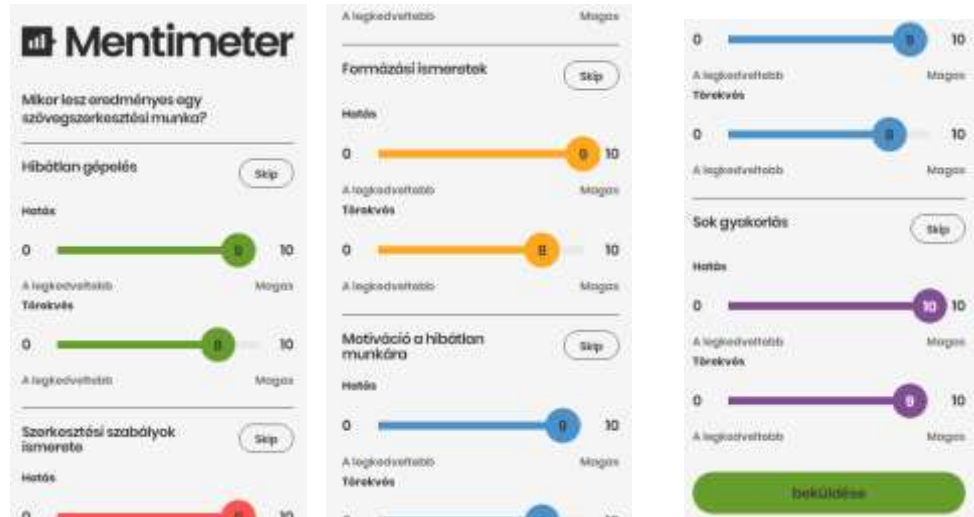 Mentimeter
Mikor lesz eredményes egy
szövegszerkesztési munka?
Hibátlan gépelés
Skip
Hatás
0 9 10
A legkedveltebb Magas
Törekvés
0 8 10
A legkedveltebb Magas
Szerkesztési szabályok
ismerete
Skip
Hatás
0 10
A legkedveltebb Magas
Formázási ismeretek
Skip
Hatás
0 9 10
A legkedveltebb Magas
Törekvés
0 8 10
A legkedveltebb Magas
Motiváció a hibátlan
munkára
Skip
Hatás
0 9 10
A legkedveltebb Magas
Törekvés
0 9 10
A legkedveltebb Magas
Törekvés
0 8 10
A legkedveltebb Magas
Sok gyakorlás
Skip
Hatás
0 10 10
A legkedveltebb Magas
Törekvés
0 9 10
A legkedveltebb Magas
beküldése